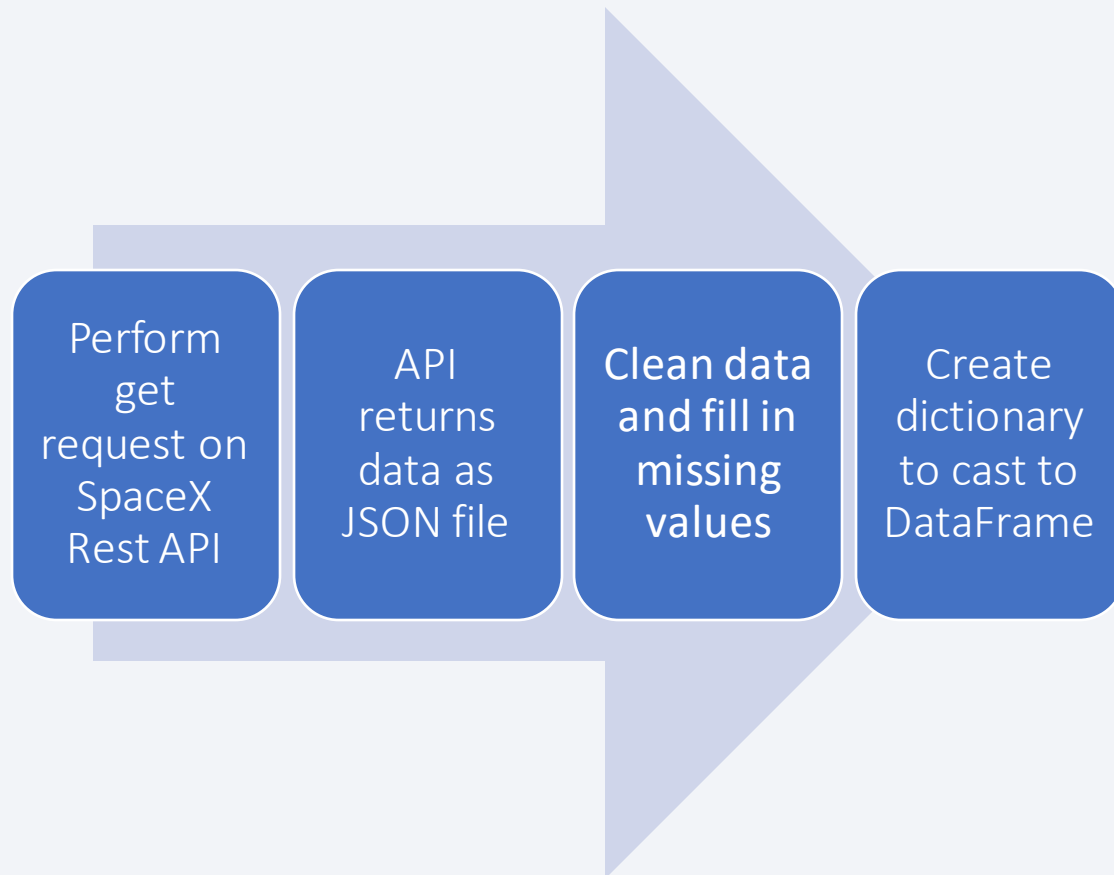 Perform
get
request on
SpaceX
Rest API
API
returns
data as
JSON file
Clean data
and fill in
missing
values
Create
dictionary
to cast to
DataFrame